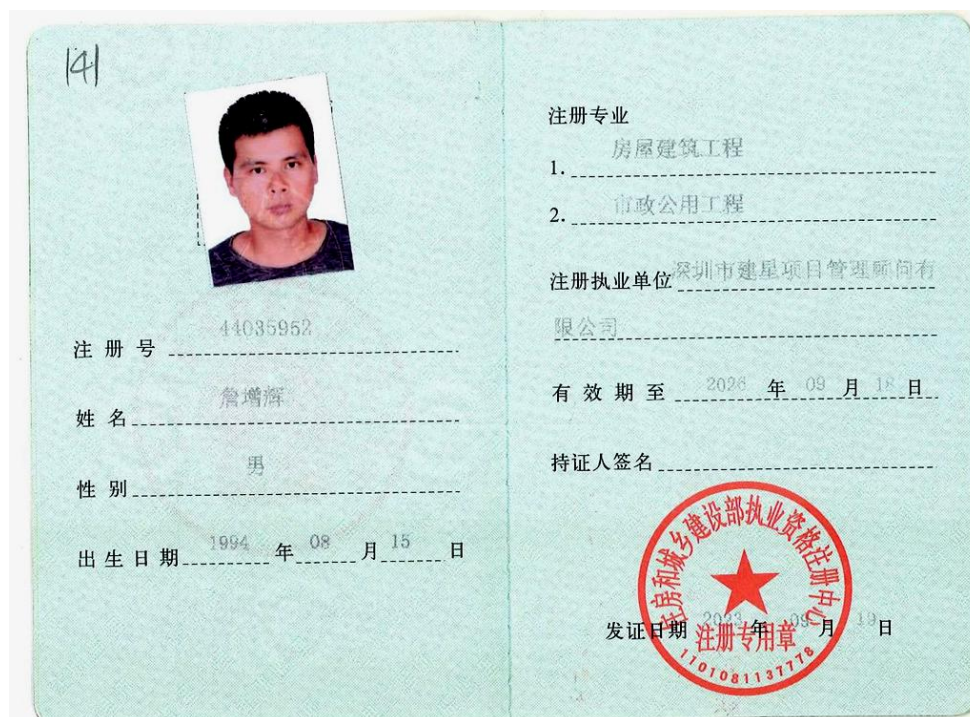 141
注册号 44035952
姓名 詹增辉
性别 男
出生日期 1994 年 08 月 15 日
注册专业
1. 房屋建筑工程
2. 市政公用工程
注册执业单位 深圳市建星项目管理顾问有
限公司
有效期至 2026 年 09 月 18 日
持证人签名
住房和城乡建设部执业资格注册中心
发证日期 2023 年 09 月 19 日
注册专用章
1101081137778